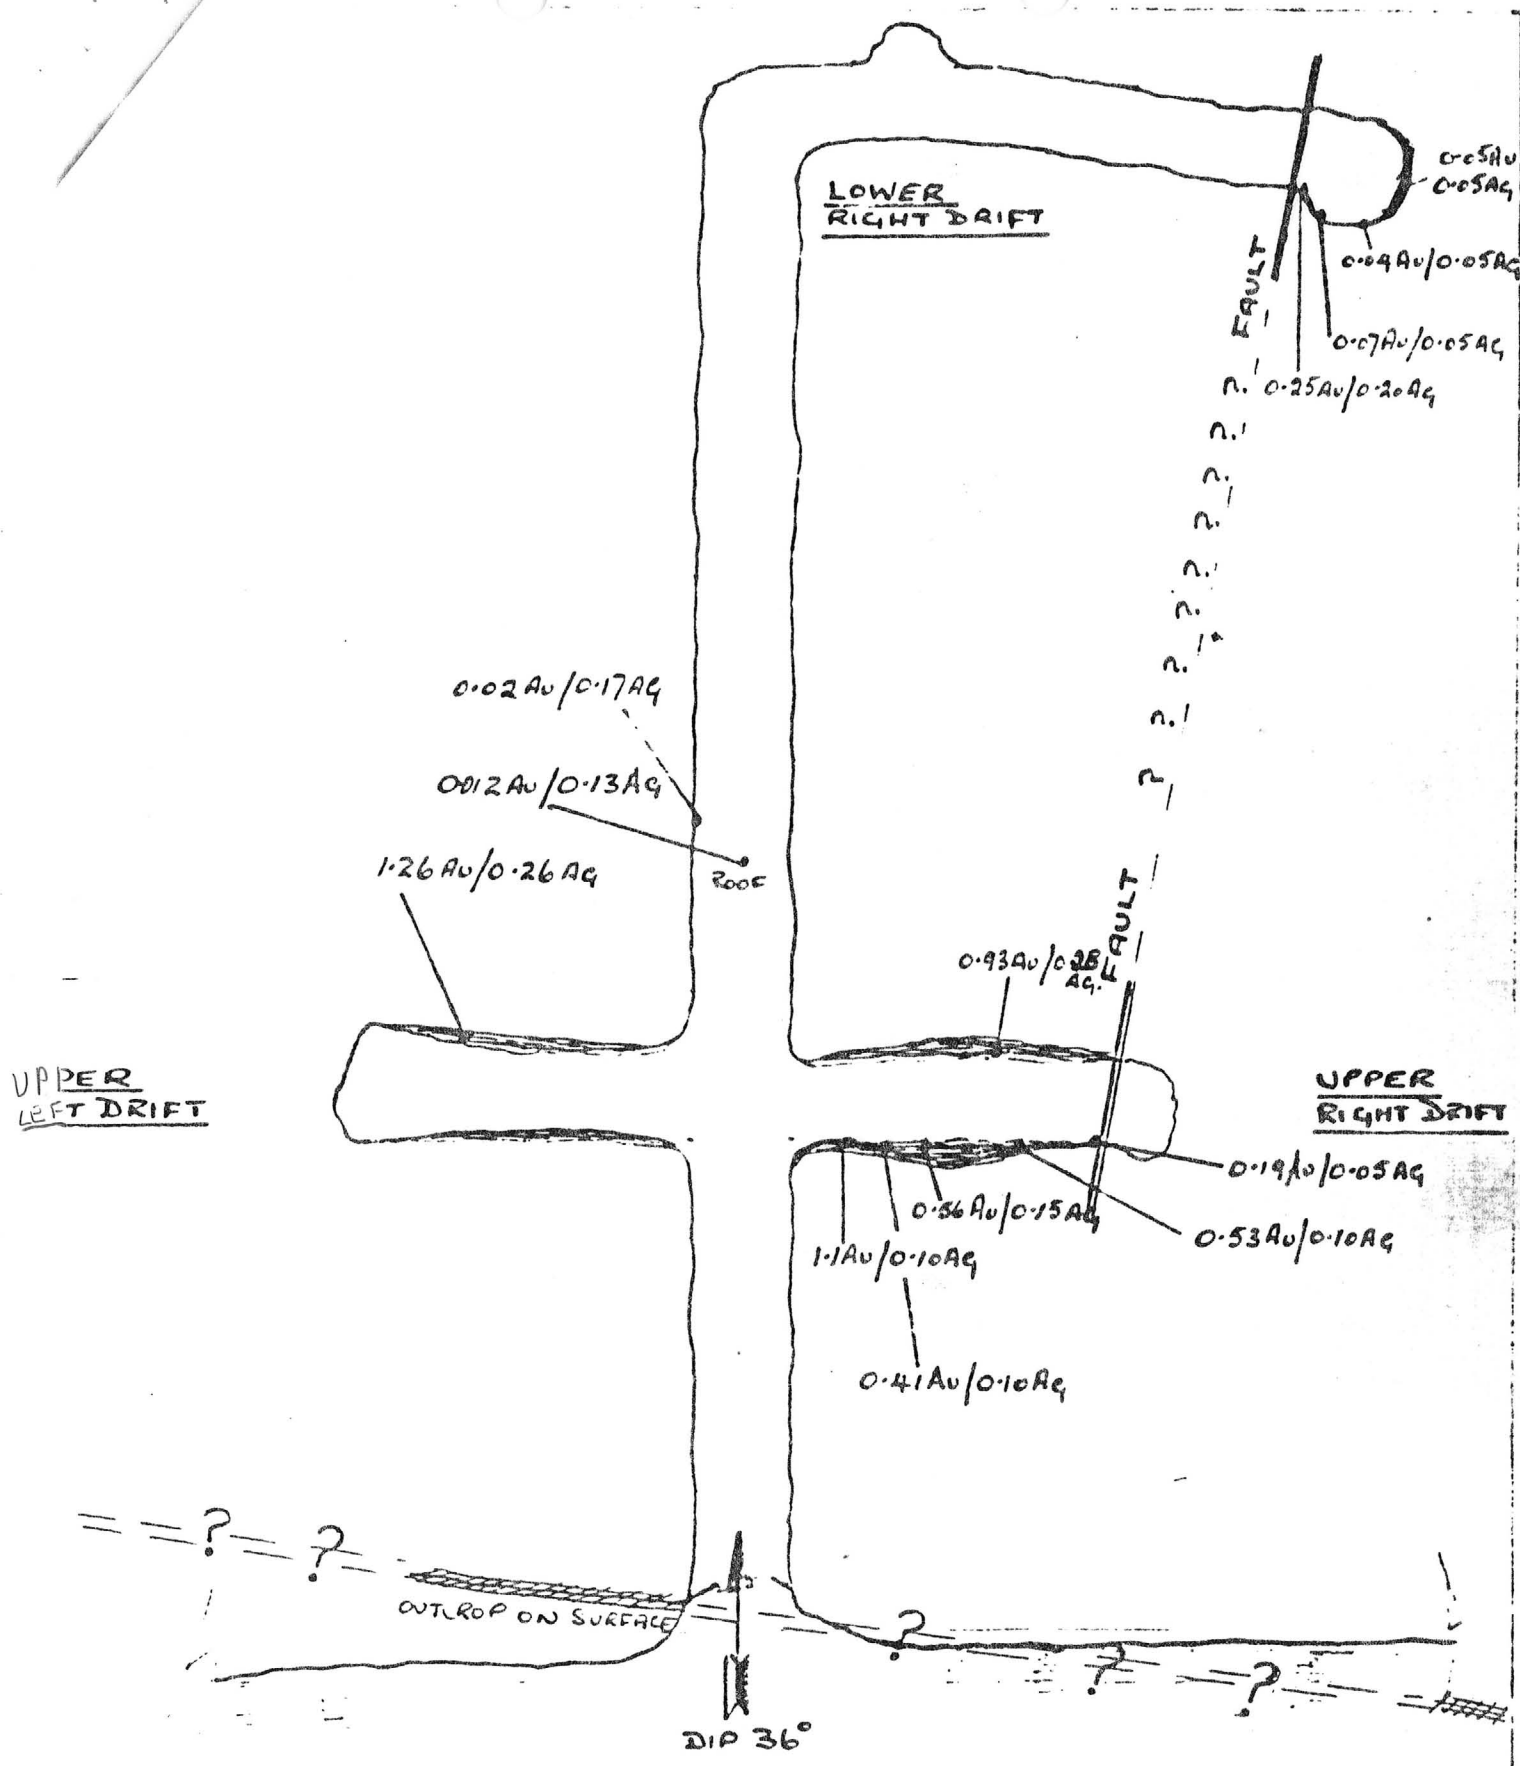 0.05Au
0.05AG
LOWER
RIGHT DRIFT
0.04Au/0.05AG
FAULT
0.07Au/0.05AG
0.25Au/0.20AG
0.02Au/0.17AG
0.012Au/0.13AG
1.26Au/0.26AG
ROOF
FAULT
0.93Au/
AG.
UPPER
LEFT DRIFT
UPPER
RIGHT DRIFT
0.19Au/0.05AG
0.56Au/0.15AG
0.53Au/0.10AG
1.1Au/0.10AG
0.41Au/0.10AG
?
?
OUTCROP ON SURFACE
?
?
?
DIP 36°